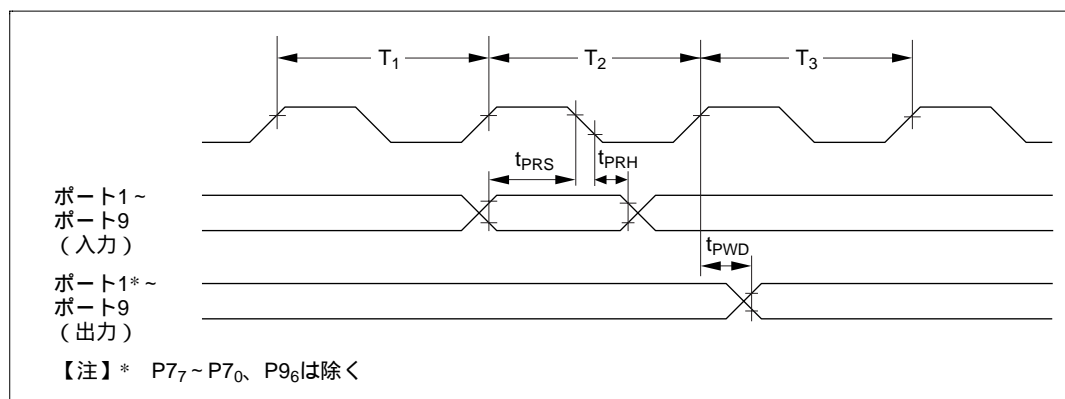 T₁ T₂ T₃
tPRS tPRH
ポート1～
ポート9
（入力）
tPWD
ポート1*～
ポート9
（出力）
【注】* P7₇～P7₀、P9₆は除く